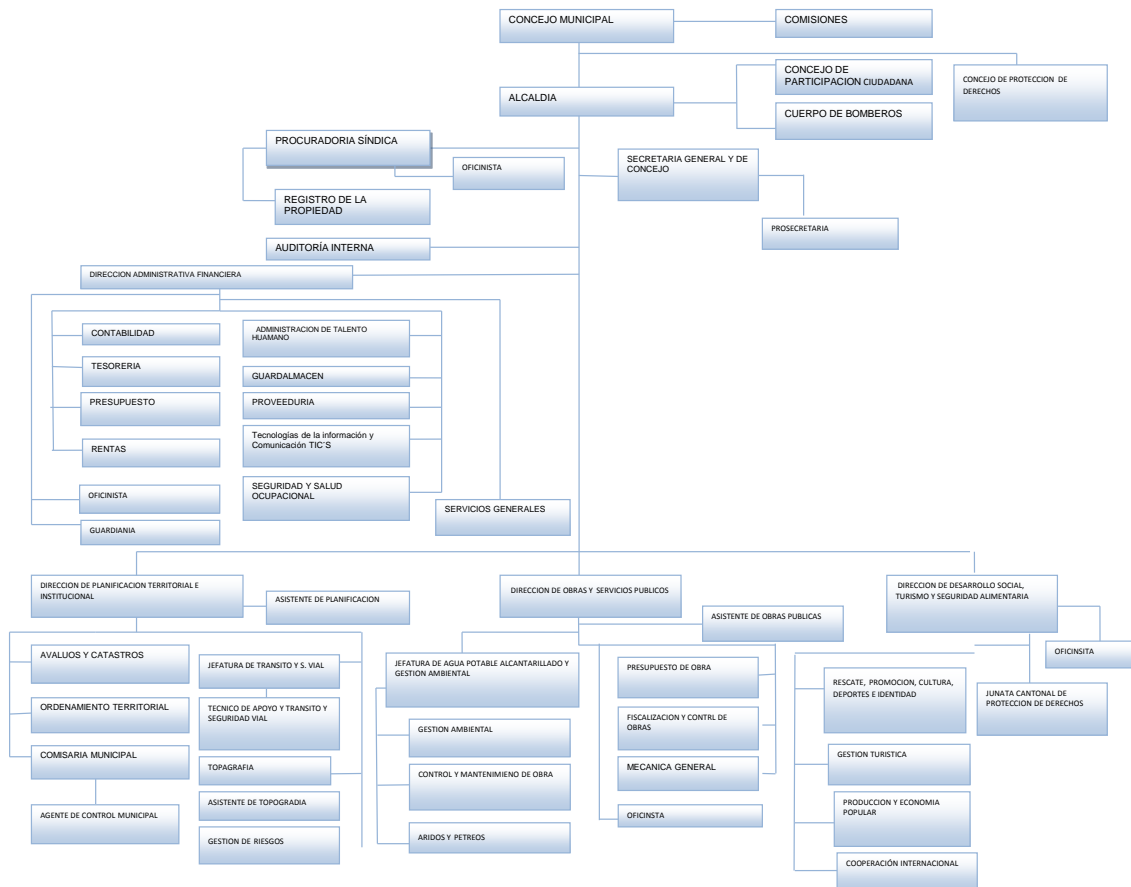 CONCEJO MUNICIPAL
COMISIONES
CONCEJO DE
PARTICIPACION CIUDADANA
CONCEJO DE PROTECCION DE
DERECHOS
ALCALDIA
CUERPO DE BOMBEROS
PROCURADORIA SÍNDICA
OFICINISTA
SECRETARIA GENERAL Y DE
CONCEJO
REGISTRO DE LA
PROPIEDAD
PROSECRETARIA
AUDITORÍA INTERNA
DIRECCION ADMINISTRATIVA FINANCIERA
CONTABILIDAD
TESORERIA
PRESUPUESTO
RENTAS
OFICINISTA
GUARDIANIA
ADMINISTRACION DE TALENTO
HUAMANO
GUARDALMACEN
PROVEEDURIA
Tecnologías de la información y
Comunicación TIC´S
SEGURIDAD Y SALUD
OCUPACIONAL
SERVICIOS GENERALES
DIRECCION DE PLANIFICACION TERRITORIAL E
INSTITUCIONAL
ASISTENTE DE PLANIFICACION
AVALUOS Y CATASTROS
ORDENAMIENTO TERRITORIAL
COMISARIA MUNICIPAL
AGENTE DE CONTROL MUNICIPAL
JEFATURA DE TRANSITO Y S. VIAL
TECNICO DE APOYO Y TRANSITO Y
SEGURIDAD VIAL
TOPAGRAFIA
ASISTENTE DE TOPOGRADIA
GESTION DE RIESGOS
DIRECCION DE OBRAS Y SERVICIOS PUBLICOS
ASISTENTE DE OBRAS PUBLICAS
JEFATURA DE AGUA POTABLE ALCANTARILLADO Y
GESTION AMBIENTAL
GESTION AMBIENTAL
CONTROL Y MANTENIMIENO DE OBRA
ARIDOS Y PETREOS
PRESUPUESTO DE OBRA
FISCALIZACION Y CONTRL DE
OBRAS
MECANICA GENERAL
OFICINSTA
DIRECCION DE DESARROLLO SOCIAL,
TURISMO Y SEGURIDAD ALIMENTARIA
OFICINSITA
RESCATE, PROMOCION, CULTURA,
DEPORTES E IDENTIDAD
JUNATA CANTONAL DE
PROTECCION DE DERECHOS
GESTION TURISTICA
PRODUCCION Y ECONOMIA
POPULAR
COOPERACIÓN INTERNACIONAL